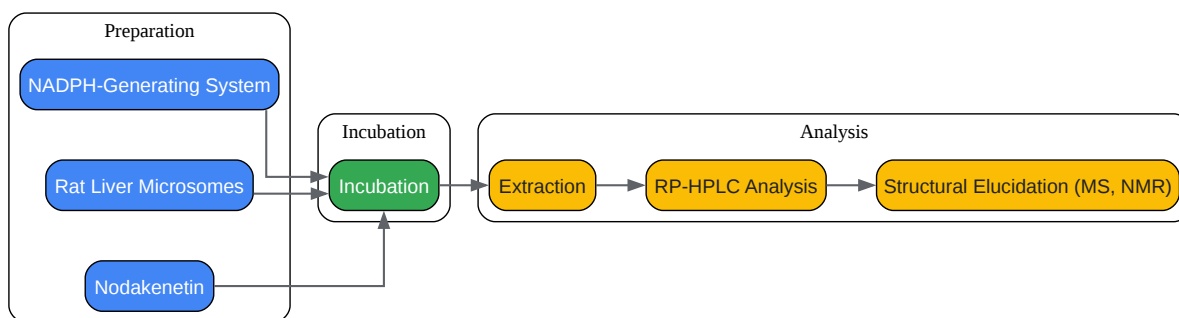 Preparation
NADPH-Generating System
Rat Liver Microsomes
Nodakenetin
Incubation
Incubation
Analysis
Extraction
RP-HPLC Analysis
Structural Elucidation (MS, NMR)